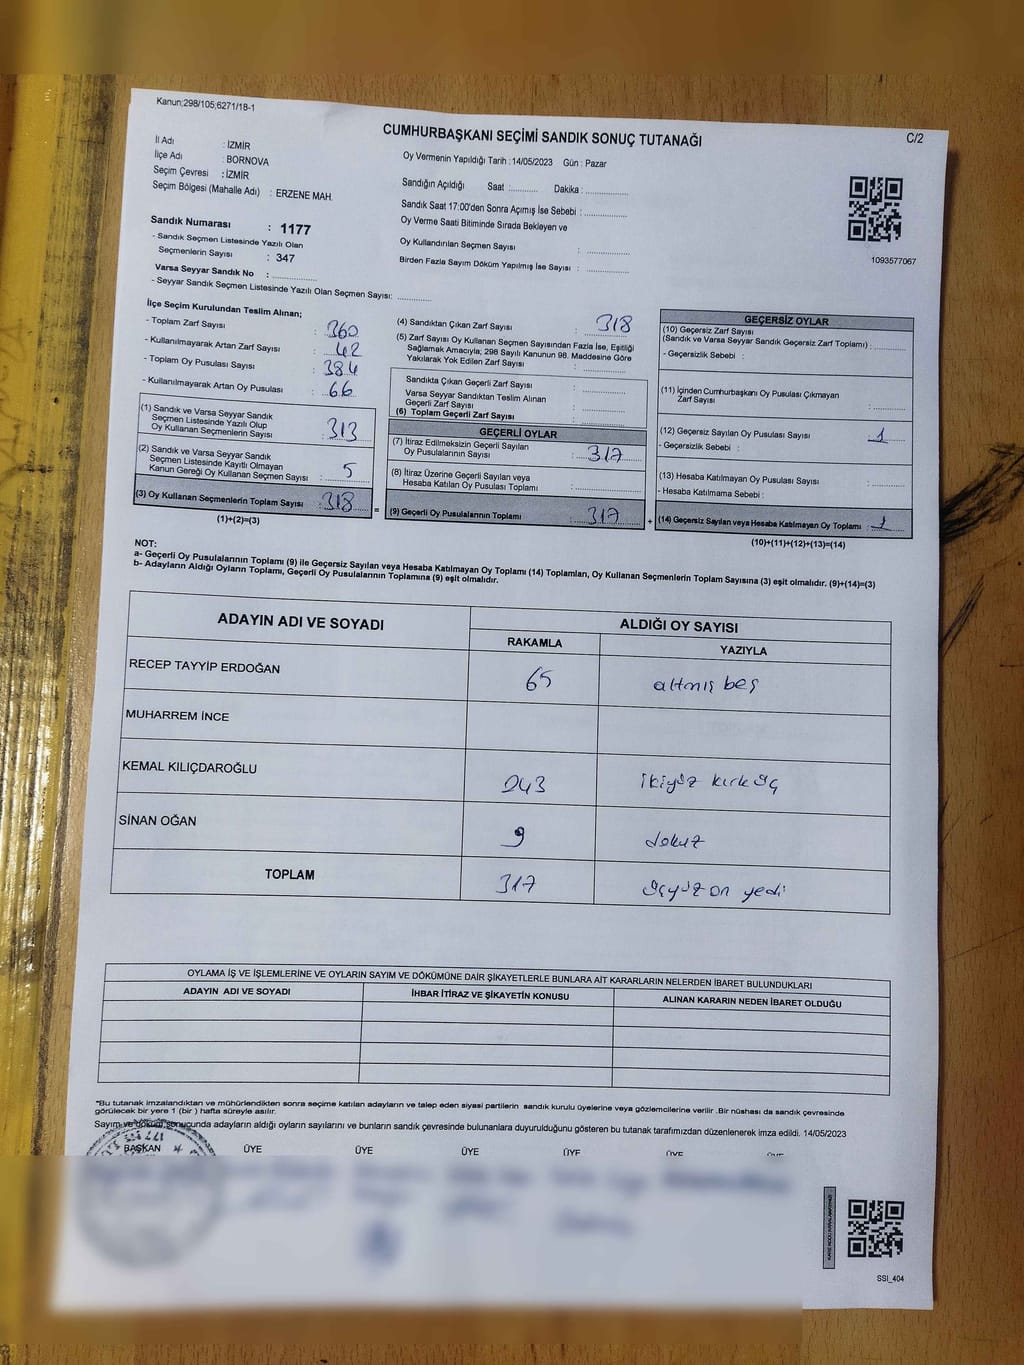 Kanun;298/105;6271/18-1
C/2
CUMHURBAŞKANI SEÇİMİ SANDIK SONUÇ TUTANAĞI
İl Adı : İZMİR
İlçe Adı : BORNOVA
Seçim Çevresi : İZMİR
Seçim Bölgesi (Mahalle Adı) : ERZENE MAH.
Sandık Numarası : 1177
- Sandık Seçmen Listesinde Yazılı Olan
Seçmenlerin Sayısı : 347
Varsa Seyyar Sandık No : ..............
- Seyyar Sandık Seçmen Listesinde Yazılı Olan Seçmen Sayısı: ............
Oy Vermenin Yapıldığı Tarih :14/05/2023 Gün : Pazar
Sandığın Açıldığı Saat :.......... Dakika : ..............
Sandık Saat 17:00'den Sonra Açımış İse Sebebi : ..............
Oy Verme Saati Bitiminde Sırada Bekleyen ve
Oy Kullandırılan Seçmen Sayısı : ..............
Birden Fazla Sayım Döküm Yapılmış İse Sayısı : ..............
1093577067
İlçe Seçim Kurulundan Teslim Alınan;
- Toplam Zarf Sayısı : 360
- Kullanılmayarak Artan Zarf Sayısı : 42
- Toplam Oy Pusulası Sayısı : 384
- Kullanılmayarak Artan Oy Pusulası : 66
(1) Sandık ve Varsa Seyyar Sandık
Seçmen Listesinde Yazılı Olup
Oy Kullanan Seçmenlerin Sayısı : 313
(2) Sandık ve Varsa Seyyar Sandık
Seçmen Listesinde Kayıtlı Olmayan
Kanun Gereği Oy Kullanan Seçmen Sayısı : 5
(3) Oy Kullanan Seçmenlerin Toplam Sayısı : 318
(1)+(2)=(3)
=
(4) Sandıktan Çıkan Zarf Sayısı : 318
(5) Zarf Sayısı Oy Kullanan Seçmen Sayısından Fazla İse, Eşitliği
Sağlamak Amacıyla; 298 Sayılı Kanunun 98. Maddesine Göre
Yakılarak Yok Edilen Zarf Sayısı : ..............
Sandıkta Çıkan Geçerli Zarf Sayısı : ..............
Varsa Seyyar Sandıktan Teslim Alınan
Geçerli Zarf Sayısı : ..............
(6) Toplam Geçerli Zarf Sayısı : ..............
GEÇERLİ OYLAR
(7) İtiraz Edilmeksizin Geçerli Sayılan
Oy Pusulalarının Sayısı : 317
(8) İtiraz Üzerine Geçerli Sayılan veya
Hesaba Katılan Oy Pusulası Toplamı : ..............
(9) Geçerli Oy Pusulalarının Toplamı : 317
+
GEÇERSİZ OYLAR
(10) Geçersiz Zarf Sayısı
(Sandık ve Varsa Seyyar Sandık Geçersiz Zarf Toplamı) : ..........
- Geçersizlik Sebebi :
(11) İçinden Cumhurbaşkanı Oy Pusulası Çıkmayan
Zarf Sayısı : ..........
(12) Geçersiz Sayılan Oy Pusulası Sayısı : 1
- Geçersizlik Sebebi :
(13) Hesaba Katılmayan Oy Pusulası Sayısı : ..........
- Hesaba Katılmama Sebebi :
(14) Geçersiz Sayılan veya Hesaba Katılmayan Oy Toplamı : 1
(10)+(11)+(12)+(13)=(14)
NOT:
a- Geçerli Oy Pusulalarının Toplamı (9) ile Geçersiz Sayılan veya Hesaba Katılmayan Oy Toplamı (14) Toplamları, Oy Kullanan Seçmenlerin Toplam Sayısına (3) eşit olmalıdır. (9)+(14)=(3)
b- Adayların Aldığı Oyların Toplamı, Geçerli Oy Pusulalarının Toplamına (9) eşit olmalıdır.
ADAYIN ADI VE SOYADI
ALDIĞI OY SAYISI
RAKAMLA YAZIYLA
RECEP TAYYİP ERDOĞAN 65 altmış beş
MUHARREM İNCE
KEMAL KILIÇDAROĞLU 243 ikiyüz kırk üç
SİNAN OĞAN 9 dokuz
TOPLAM 317 üçyüz on yedi
OYLAMA İŞ VE İŞLEMLERİNE VE OYLARIN SAYIM VE DÖKÜMÜNE DAİR ŞİKAYETLERLE BUNLARA AİT KARARLARIN NELERDEN İBARET BULUNDUKLARI
ADAYIN ADI VE SOYADI İHBAR İTİRAZ VE ŞİKAYETİN KONUSU ALINAN KARARIN NEDEN İBARET OLDUĞU
*Bu tutanak imzalandıktan ve mühürlendikten sonra seçime katılan adayların ve talep eden siyasi partilerin sandık kurulu üyelerine veya gözlemcilerine verilir .Bir nüshası da sandık çevresinde
görülecek bir yere 1 (bir ) hafta süreyle asılır.
Sayım ve döküm sonucunda adayların aldığı oyların sayılarını ve bunların sandık çevresinde bulunanlara duyurulduğunu gösteren bu tutanak tarafımızdan düzenlenerek imza edildi. 14/05/2023
BAŞKAN ÜYE ÜYE ÜYE ÜYE ÜYE
SSI_404